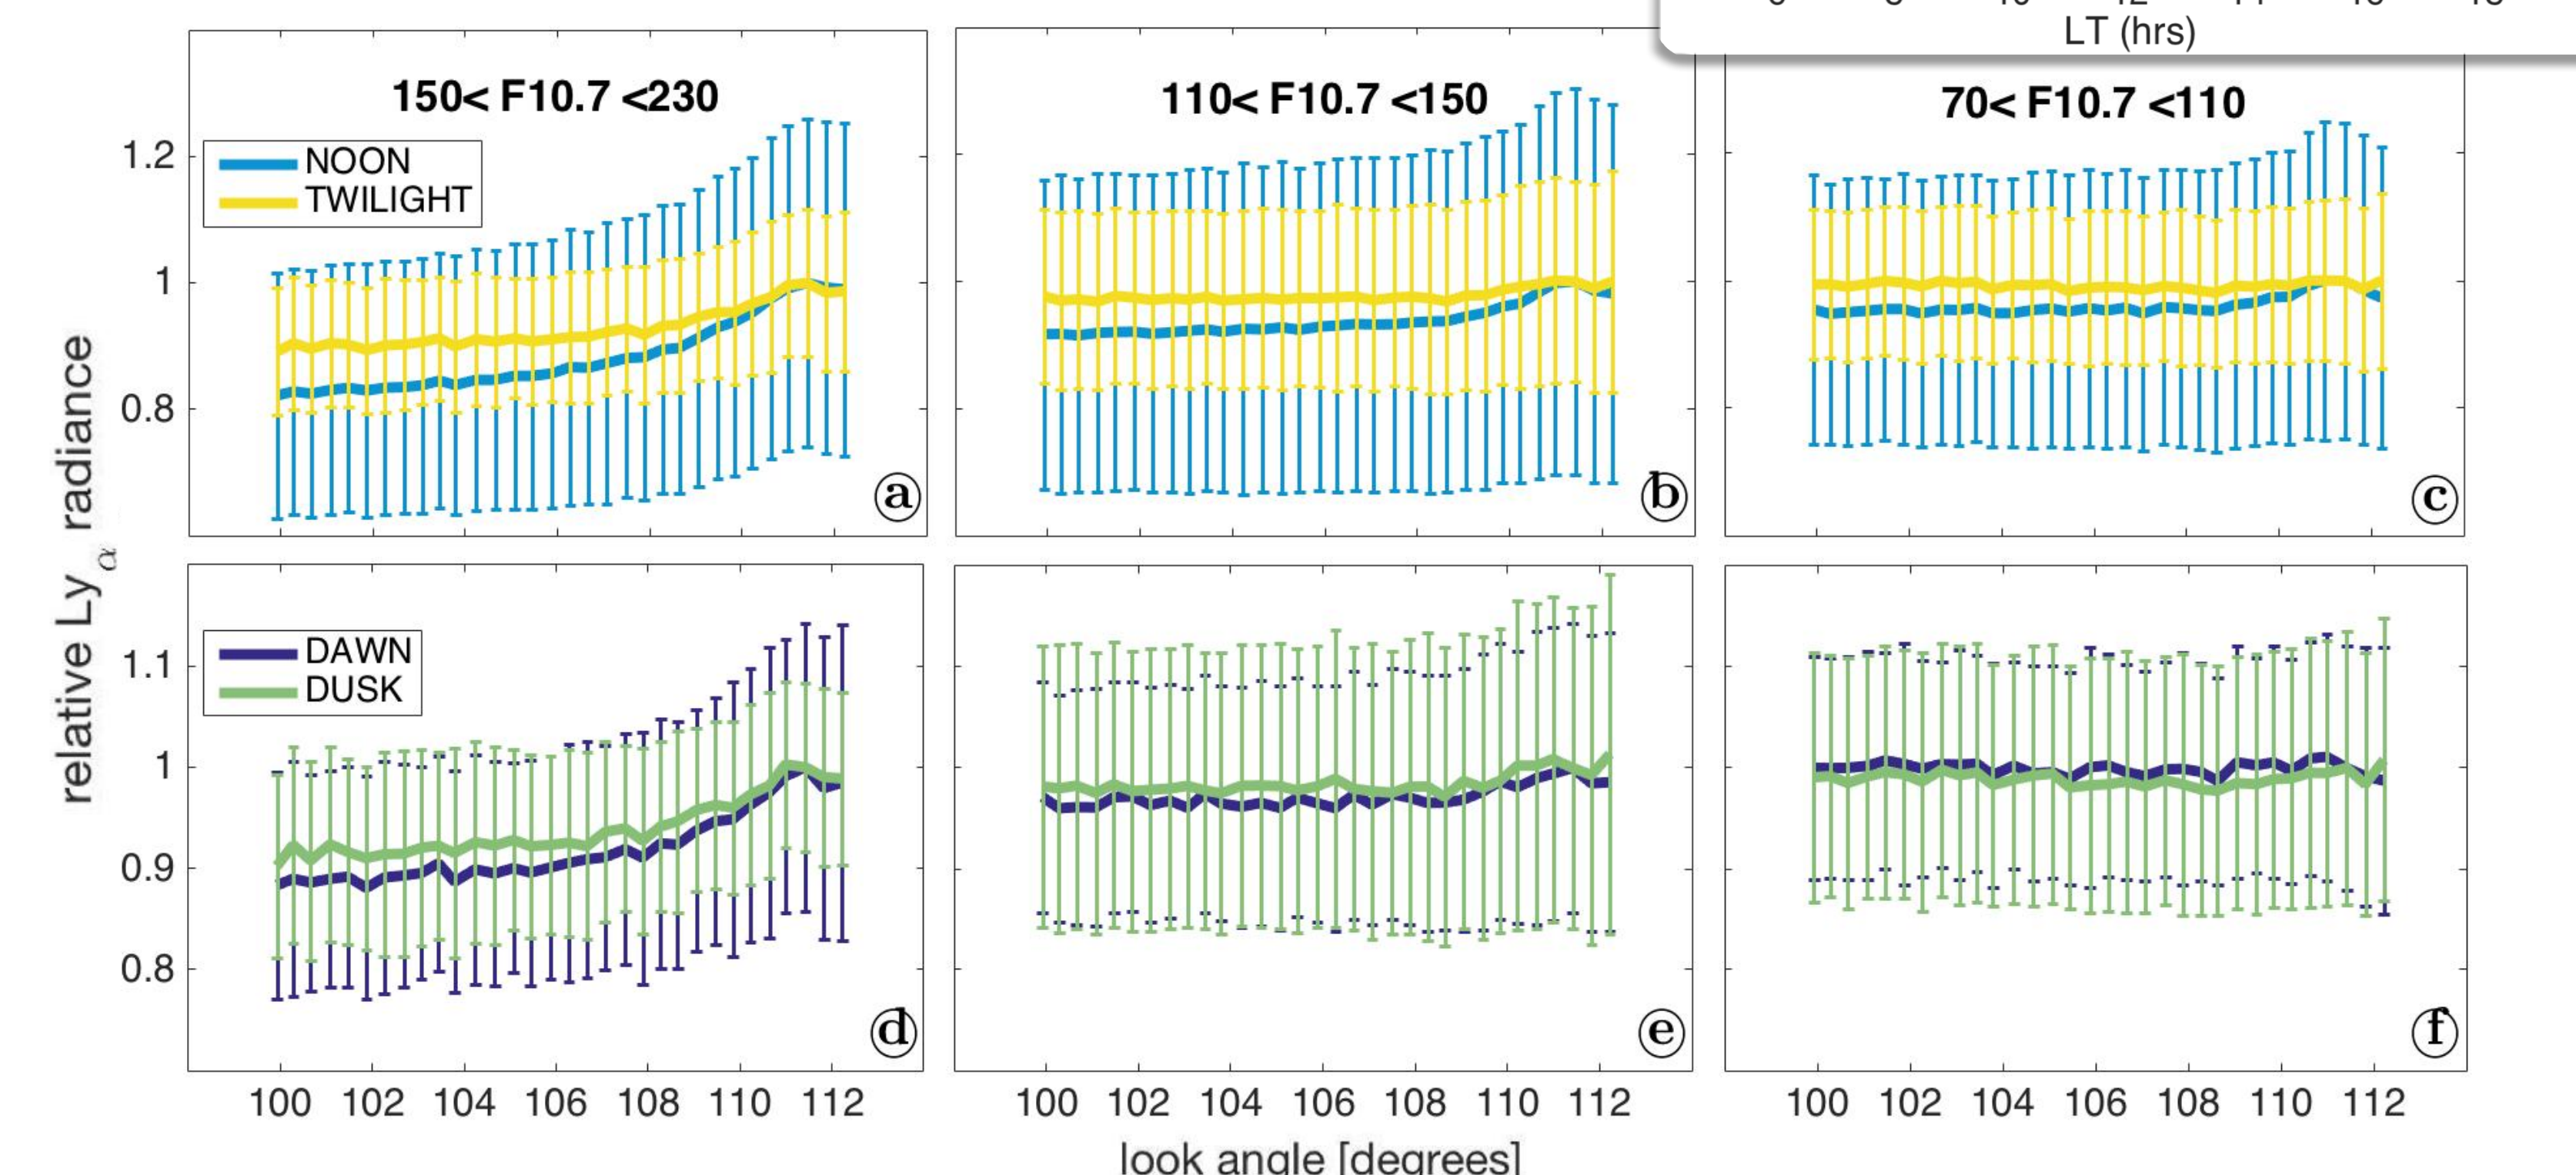 LT (hrs)
150< F10.7 <230
110< F10.7 <150
70< F10.7 <110
NOON
TWILIGHT
1.2
1
0.8
a
b
c
relative Lyα radiance
DAWN
DUSK
1.1
1
0.9
0.8
d
e
f
100 102 104 106 108 110 112
100 102 104 106 108 110 112
100 102 104 106 108 110 112
look angle [degrees]